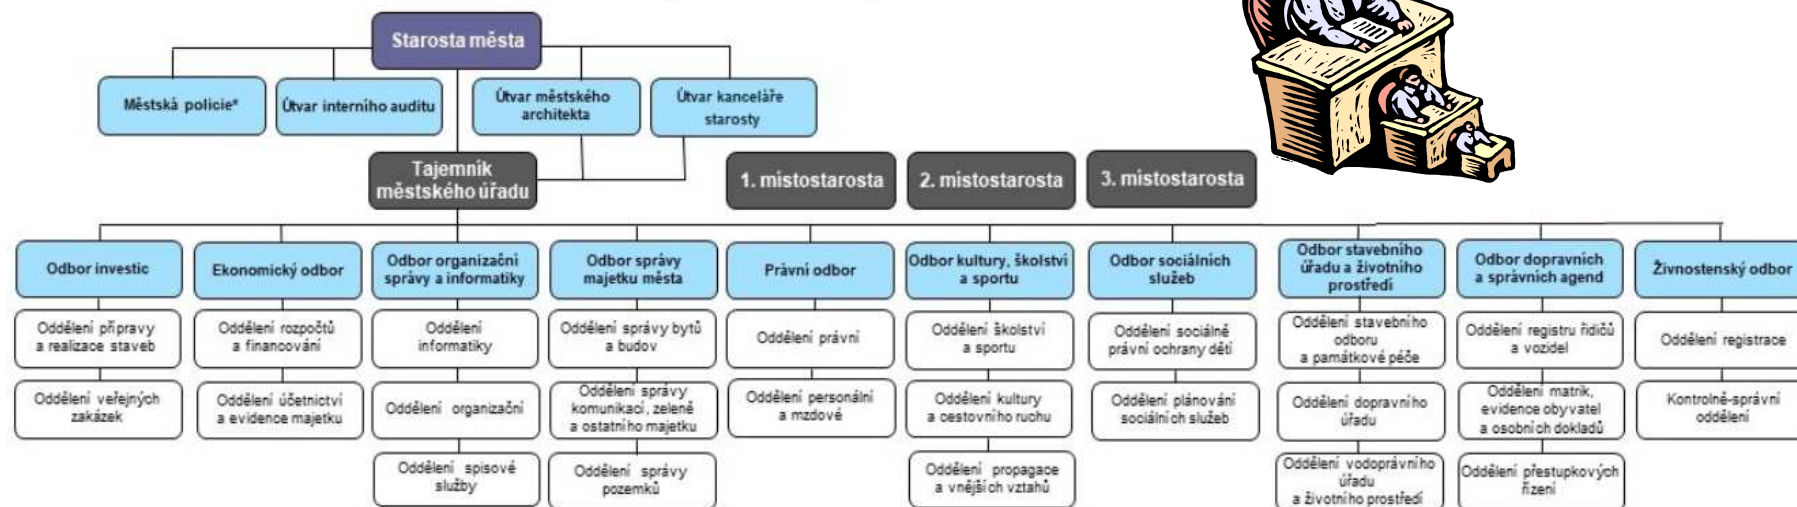 Starosta města
Městská policie*
Útvar interního auditu
Útvar městského
architekta
Útvar kanceláře
starosty
Tajemník
městského úřadu
1. místostarosta
2. místostarosta
3. místostarosta
Odbor investic
Ekonomický odbor
Odbor organizační
správy a informatiky
Odbor správy
majetku města
Právní odbor
Odbor kultury, školství
a sportu
Odbor sociálních
služeb
Odbor stavebního
úřadu a životního
prostředí
Odbor dopravních
a správních agend
Živnostenský odbor
Oddělení přípravy
a realizace staveb
Oddělení rozpočtů
a financování
Oddělení
informatiky
Oddělení správy bytů
a budov
Oddělení právní
Oddělení školství
a sportu
Oddělení sociálně
právní ochrany dětí
Oddělení stavebního
odboru
a památkové péče
Oddělení registru řidičů
a vozidel
Oddělení registrace
Oddělení veřejných
zakázek
Oddělení účetnictví
a evidence majetku
Oddělení organizační
Oddělení správy
komunikací, zeleně
a ostatního majetku
Oddělení personální
a mzdové
Oddělení kultury
a cestovního ruchu
Oddělení plánování
sociálních služeb
Oddělení dopravního
úřadu
Oddělení matrik,
evidence obyvatel
a osobních dokladů
Kontrolně-správní
oddělení
Oddělení spisové
služby
Oddělení správy
pozemků
Oddělení propagace
a vnějších vztahů
Oddělení vodoprávního
úřadu
a životního prostředí
Oddělení přestupkových
řízení